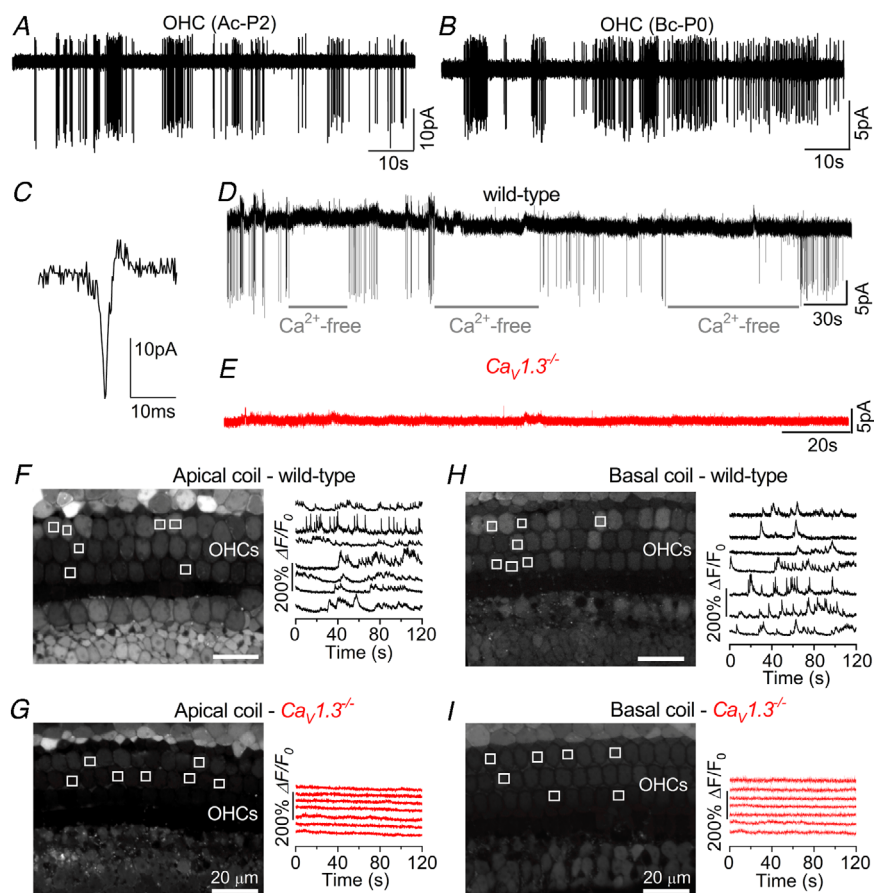 A
OHC (Ac-P2)
10pA
10s
B
OHC (Bc-P0)
5pA
10s
C
10pA
10ms
D
wild-type
Ca2+-free
Ca2+-free
Ca2+-free
30s
5pA
E
CaV1.3-/-
5pA
20s
F
Apical coil - wild-type
OHCs
200% ΔF/F0
0 40 80 120
Time (s)
H
Basal coil - wild-type
OHCs
200% ΔF/F0
0 40 80 120
Time (s)
G
Apical coil - CaV1.3-/-
OHCs
20 μm
200% ΔF/F0
0 40 80 120
Time (s)
I
Basal coil - CaV1.3-/-
OHCs
20 μm
200% ΔF/F0
0 40 80 120
Time (s)